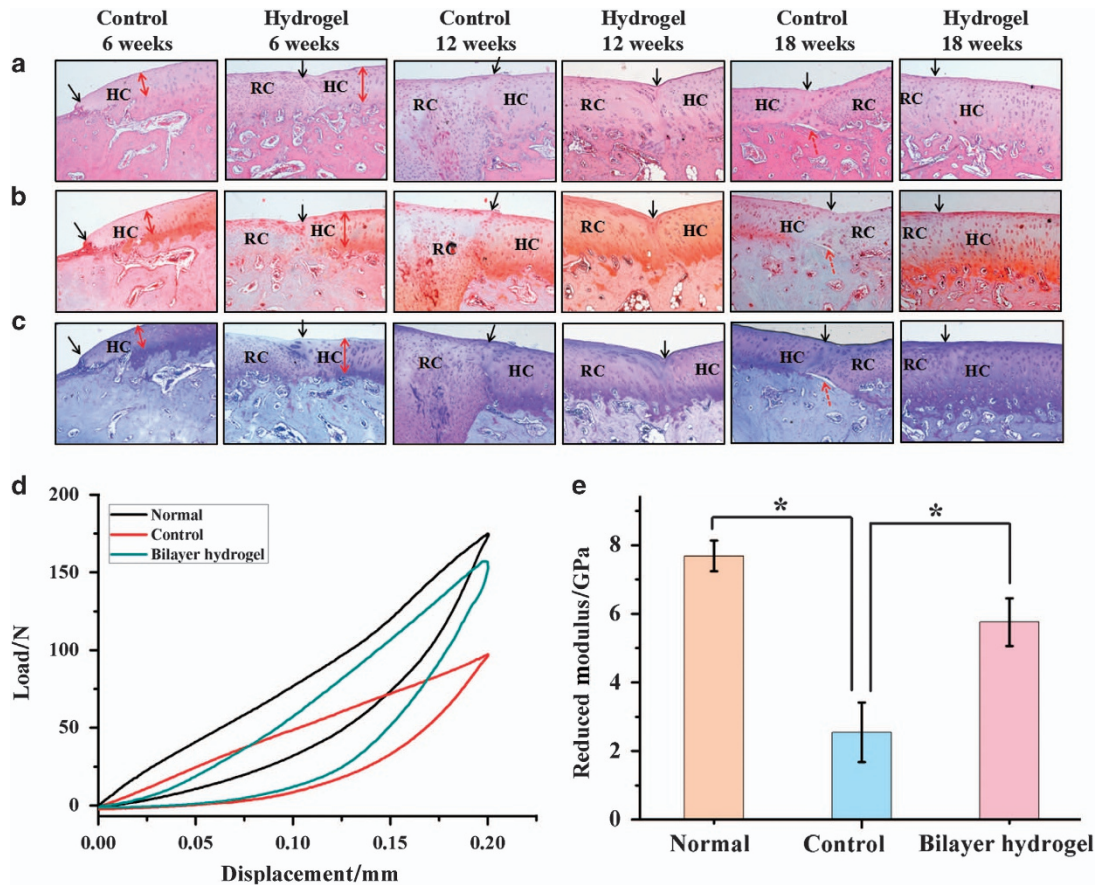 Control Hydrogel Control Hydrogel Control Hydrogel
6 weeks 6 weeks 12 weeks 12 weeks 18 weeks 18 weeks
a
HC RC HC RC HC RC HC HC RC RC HC
b
HC RC HC RC HC RC HC HC RC RC HC
c
HC RC HC RC HC RC HC HC RC RC HC
d
200
150
100
50
0
Load/N
Normal
Control
Bilayer hydrogel
0.00 0.05 0.10 0.15 0.20
Displacement/mm
e
8
6
4
2
0
Reduced modulus/GPa
* *
Normal Control Bilayer hydrogel